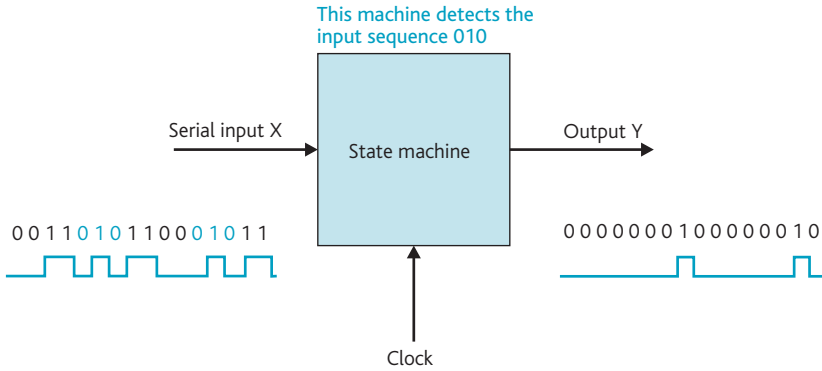 This machine detects the
input sequence 010
Serial input X
State machine
Output Y
0 0 1 1 0 1 0 1 1 0 0 0 1 0 1 1
0 0 0 0 0 0 0 1 0 0 0 0 0 0 1 0
Clock